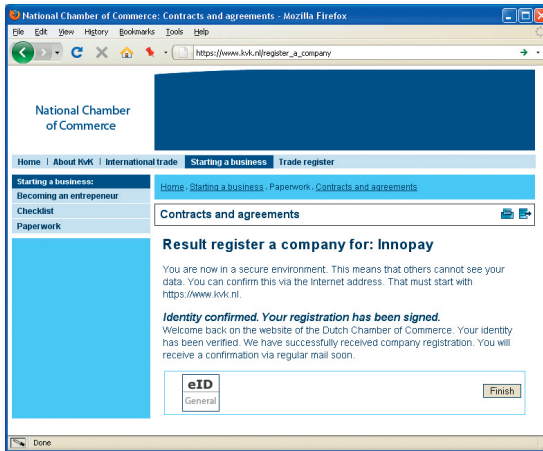 National Chamber of Commerce: Contracts and agreements - Mozilla Firefox
File Edit View History Bookmarks Tools Help
https://www.kvk.nl/register_a_company
National Chamber
of Commerce
Home | About KvK | International trade Starting a business Trade register
Starting a business:
Becoming an entrepeneur
Checklist
Paperwork
Home . Starting a business . Paperwork . Contracts and agreements
Contracts and agreements
Result register a company for: Innopay
You are now in a secure environment. This means that others cannot see your
data. You can confirm this via the Internet address. That must start with
https://www.kvk.nl.
Identity confirmed. Your registration has been signed.
Welcome back on the website of the Dutch Chamber of Commerce. Your identity
has been verified. We have successfully received company registration. You will
receive a confirmation via regular mail soon.
eID
General
Finish
Done